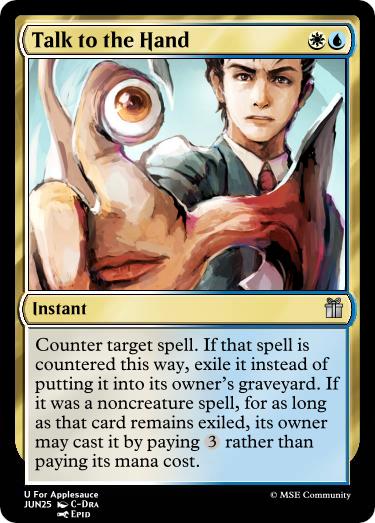 Talk to the Hand
Instant
Counter target spell. If that spell is
countered this way, exile it instead of
putting it into its owner's graveyard. If
it was a noncreature spell, for as long
as that card remains exiled, its owner
may cast it by paying 3 rather than
paying its mana cost.
U For Applesauce
JUN25 C-Dra
Epid
© MSE Community